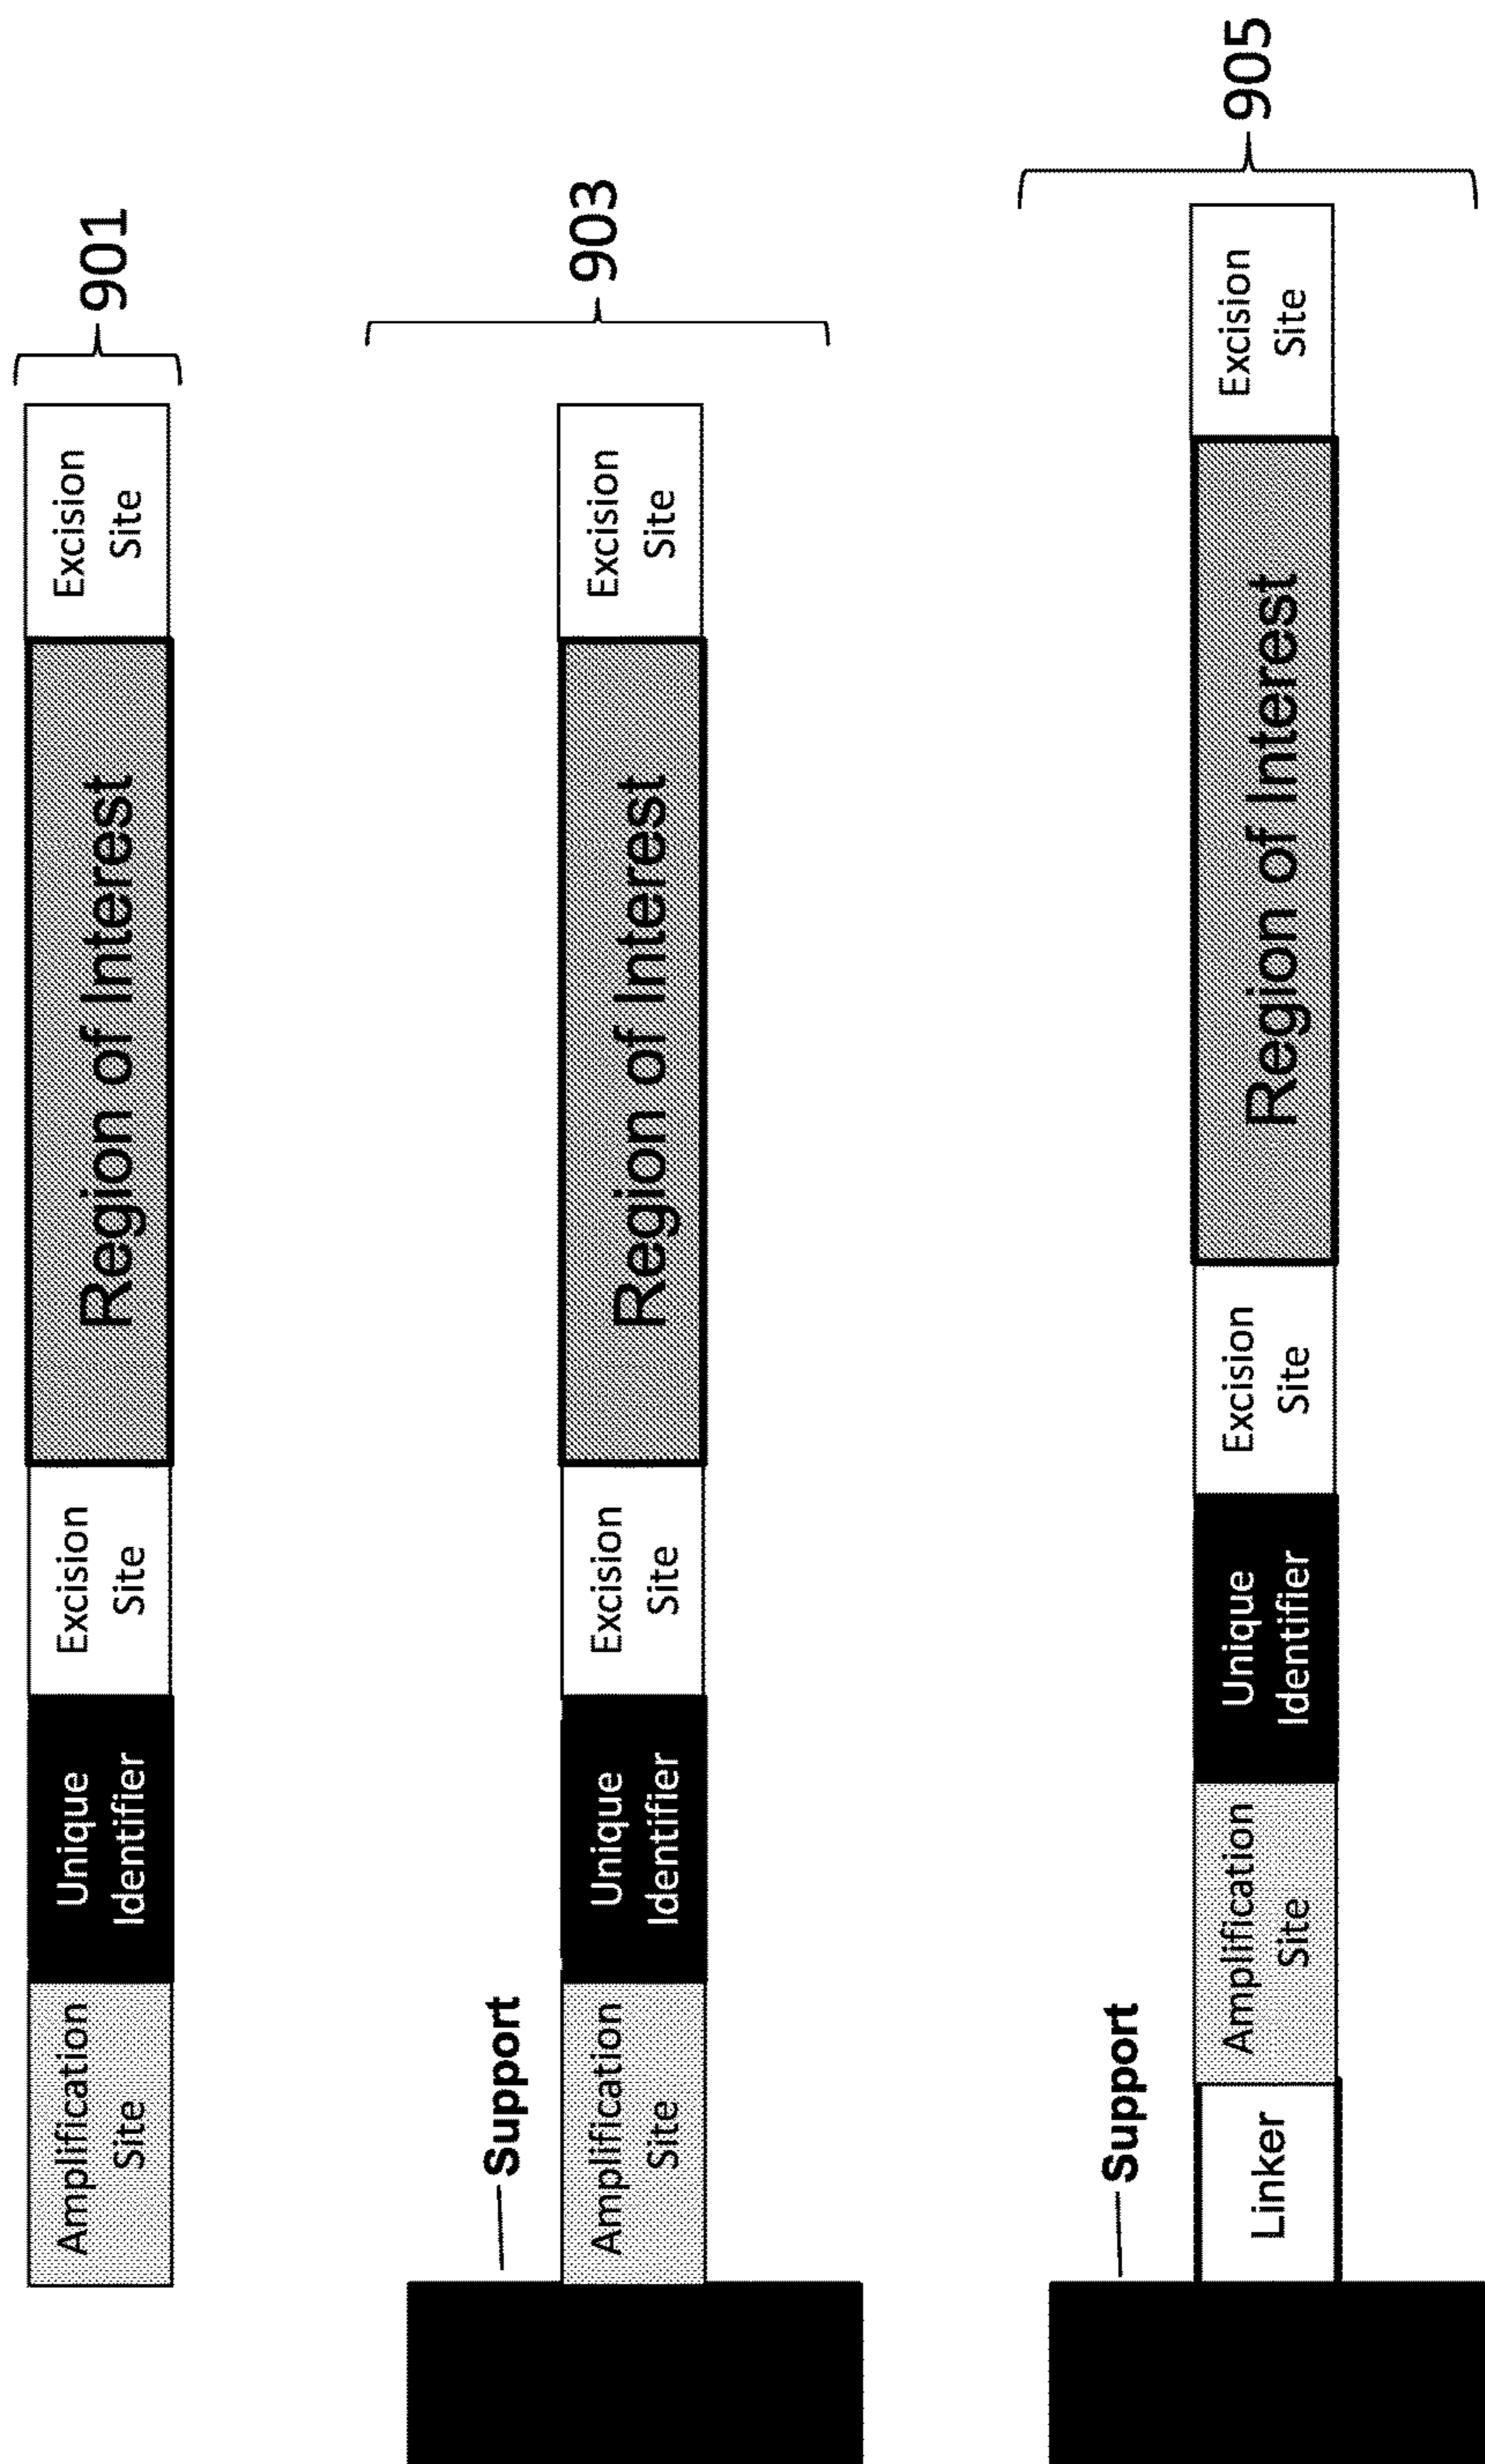 Amplification
Site
Unique
Identifier
Excision
Site
Region of Interest
Excision
Site
901
Support
Amplification
Site
Unique
Identifier
Excision
Site
Region of Interest
Excision
Site
903
Support
Linker
Amplification
Site
Unique
Identifier
Excision
Site
Region of Interest
Excision
Site
905